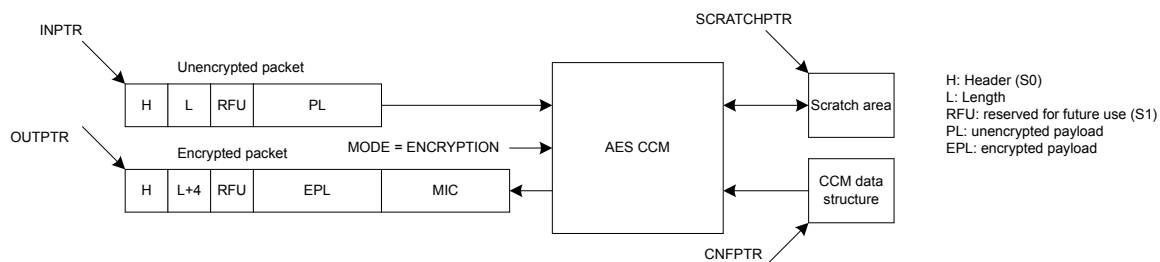 SCRATCHPTR
INPTR
Unencrypted packet
H L RFU PL
Scratch area
H: Header (S0)
L: Length
RFU: reserved for future use (S1)
PL: unencrypted payload
EPL: encrypted payload
OUTPTR
Encrypted packet
MODE = ENCRYPTION
AES CCM
H L+4 RFU EPL MIC
CCM data
structure
CNFPTR